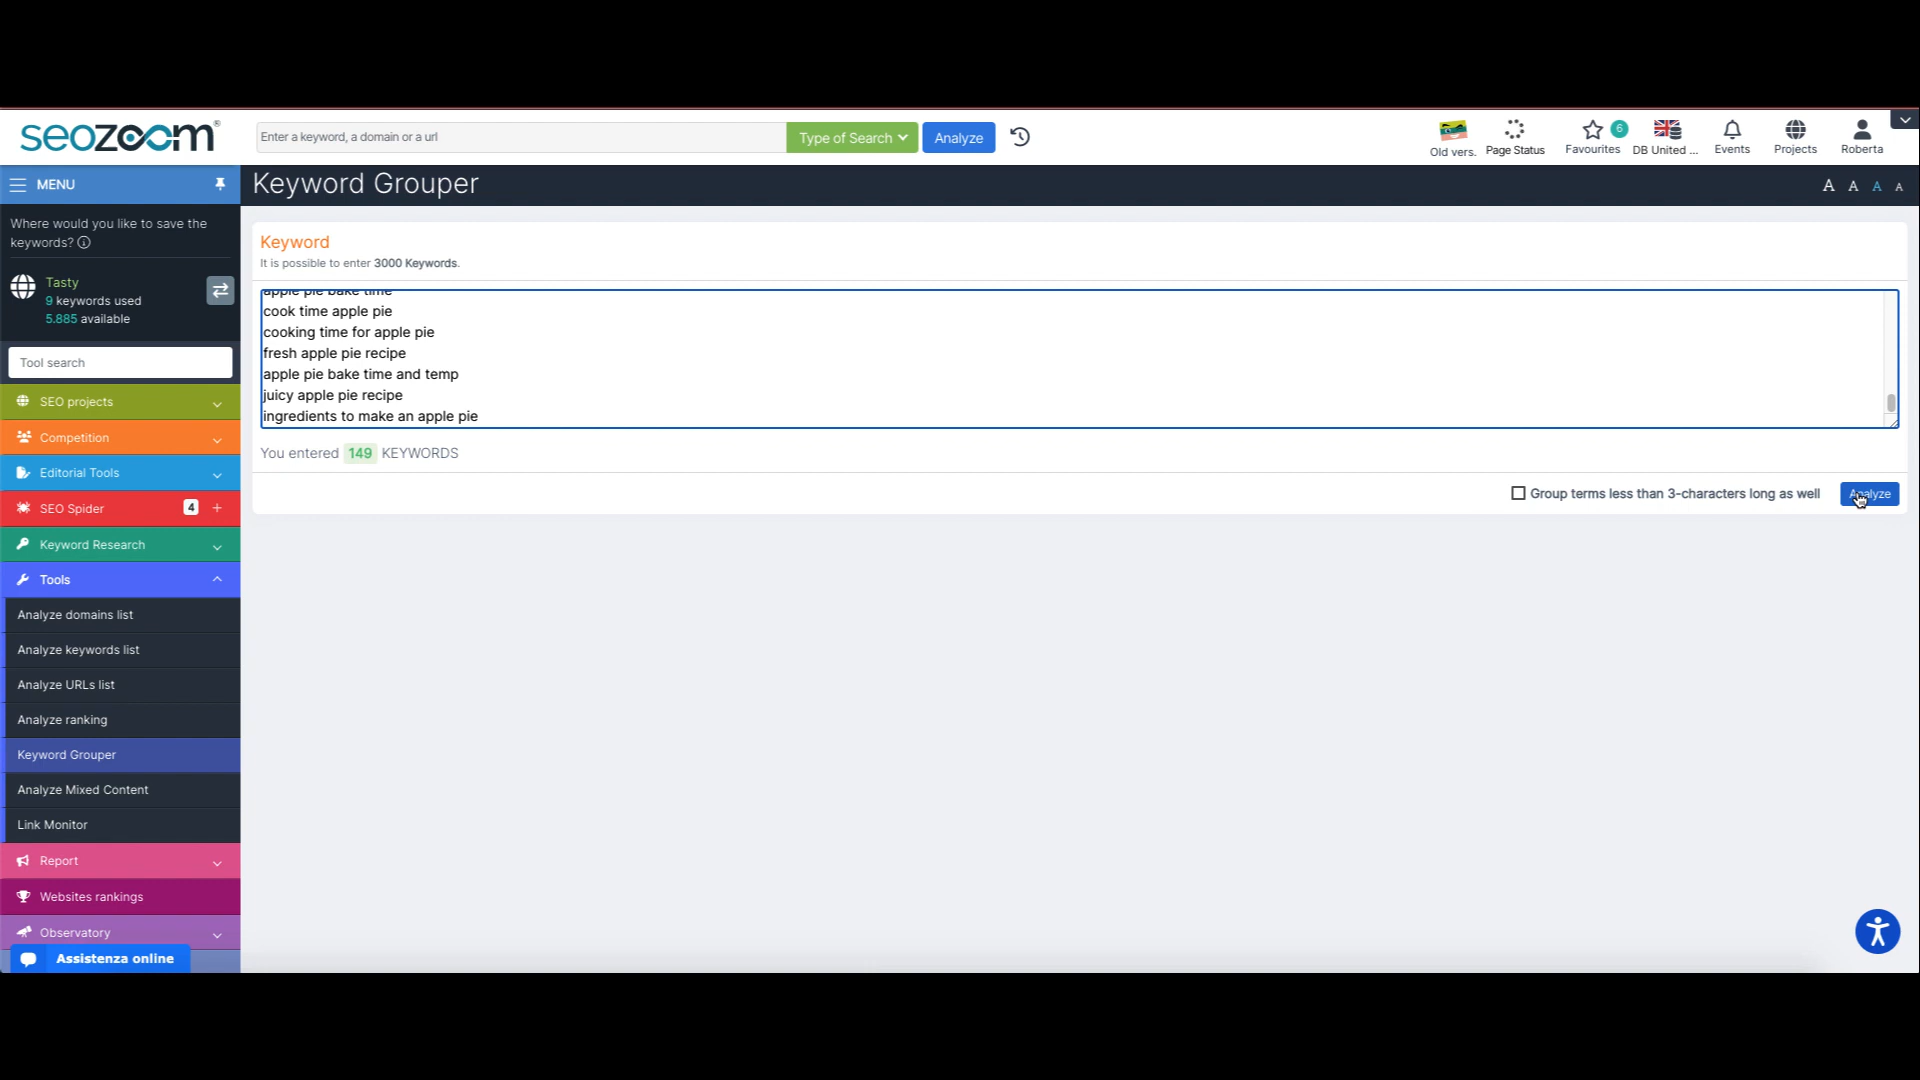 seozoom®
Enter a keyword, a domain or a url
Type of Search
Analyze
Old vers.
Page Status
6
Favourites
DB United ...
Events
Projects
Roberta
MENU
Keyword Grouper
A A A A
Where would you like to save the
keywords?
Tasty
9 keywords used
5.885 available
Tool search
SEO projects
Competition
Editorial Tools
SEO Spider 4 +
Keyword Research
Tools
Analyze domains list
Analyze keywords list
Analyze URLs list
Analyze ranking
Keyword Grouper
Analyze Mixed Content
Link Monitor
Report
Websites rankings
Observatory
Assistenza online
Keyword
It is possible to enter 3000 Keywords.
apple pie bake time
cook time apple pie
cooking time for apple pie
fresh apple pie recipe
apple pie bake time and temp
juicy apple pie recipe
ingredients to make an apple pie
You entered 149 KEYWORDS
Group terms less than 3-characters long as well
Analyze